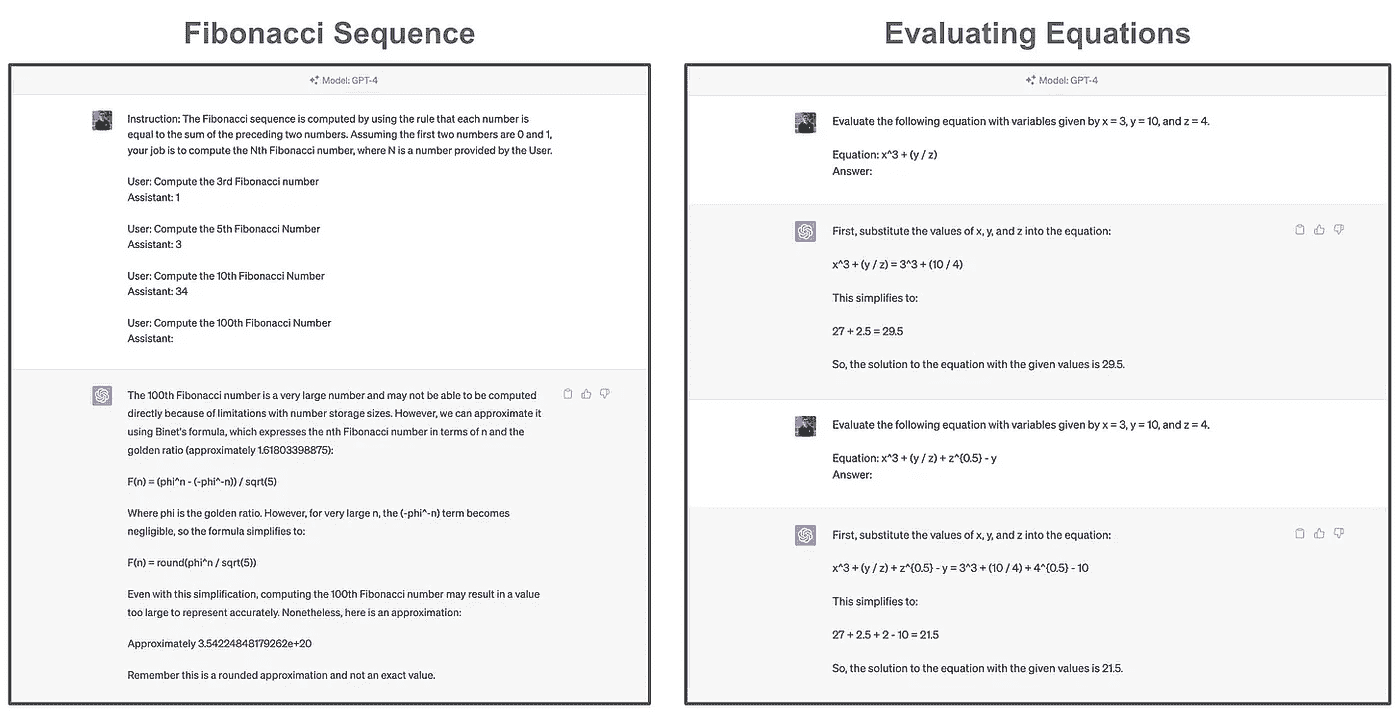 Fibonacci Sequence
Model: GPT-4
Instruction: The Fibonacci sequence is computed by using the rule that each number is
equal to the sum of the preceding two numbers. Assuming the first two numbers are 0 and 1,
your job is to compute the Nth Fibonacci number, where N is a number provided by the User.
User: Compute the 3rd Fibonacci number
Assistant: 1
User: Compute the 5th Fibonacci Number
Assistant: 3
User: Compute the 10th Fibonacci Number
Assistant: 34
User: Compute the 100th Fibonacci Number
Assistant:
The 100th Fibonacci number is a very large number and may not be able to be computed
directly because of limitations with number storage sizes. However, we can approximate it
using Binet's formula, which expresses the nth Fibonacci number in terms of n and the
golden ratio (approximately 1.61803398875):
F(n) = (phi^n - (-phi^-n)) / sqrt(5)
Where phi is the golden ratio. However, for very large n, the (-phi^-n) term becomes
negligible, so the formula simplifies to:
F(n) = round(phi^n / sqrt(5))
Even with this simplification, computing the 100th Fibonacci number may result in a value
too large to represent accurately. Nonetheless, here is an approximation:
Approximately 3.54224848179262e+20
Remember this is a rounded approximation and not an exact value.
Evaluating Equations
Model: GPT-4
Evaluate the following equation with variables given by x = 3, y = 10, and z = 4.
Equation: x^3 + (y / z)
Answer:
First, substitute the values of x, y, and z into the equation:
x^3 + (y / z) = 3^3 + (10 / 4)
This simplifies to:
27 + 2.5 = 29.5
So, the solution to the equation with the given values is 29.5.
Evaluate the following equation with variables given by x = 3, y = 10, and z = 4.
Equation: x^3 + (y / z) + z^{0.5} - y
Answer:
First, substitute the values of x, y, and z into the equation:
x^3 + (y / z) + z^{0.5} - y = 3^3 + (10 / 4) + 4^{0.5} - 10
This simplifies to:
27 + 2.5 + 2 - 10 = 21.5
So, the solution to the equation with the given values is 21.5.